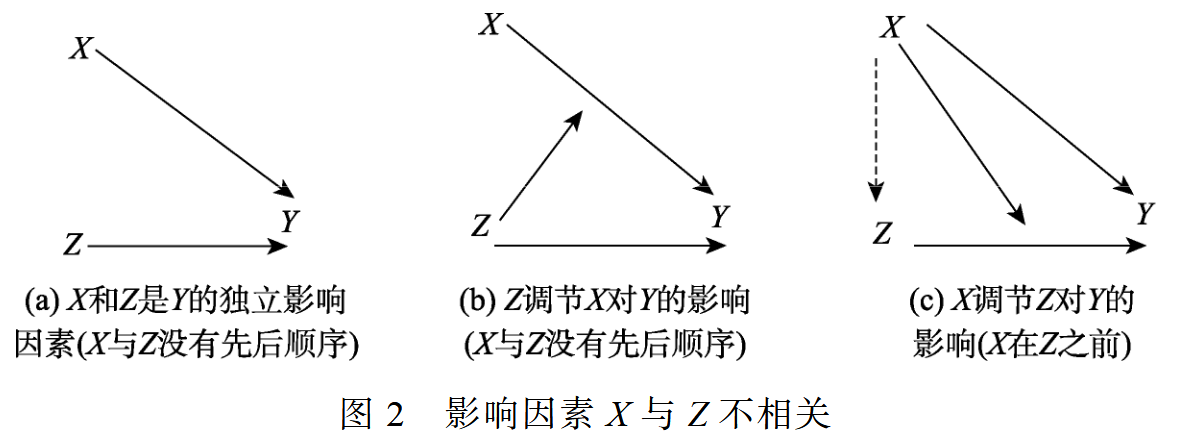 X
Z
Y
(a) X和Z是Y的独立影响
因素(X与Z没有先后顺序)
X
Z
Y
(b) Z调节X对Y的影响
(X与Z没有先后顺序)
X
Z
Y
(c) X调节Z对Y的
影响(X在Z之前)
图 2 影响因素 X 与 Z 不相关